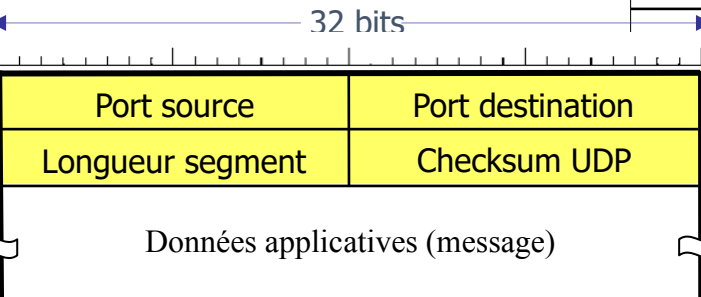 32 bits
Port source Port destination
Longueur segment Checksum UDP
Données applicatives (message)